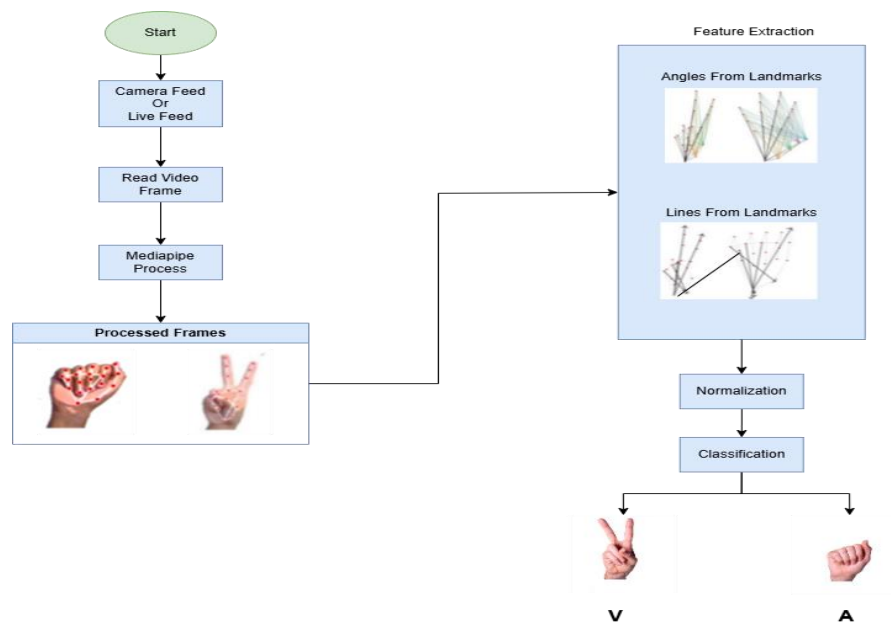 Start
Camera Feed
Or
Live Feed
Read Video
Frame
Mediapipe
Process
Processed Frames
Feature Extraction
Angles From Landmarks
Lines From Landmarks
Normalization
Classification
V
A